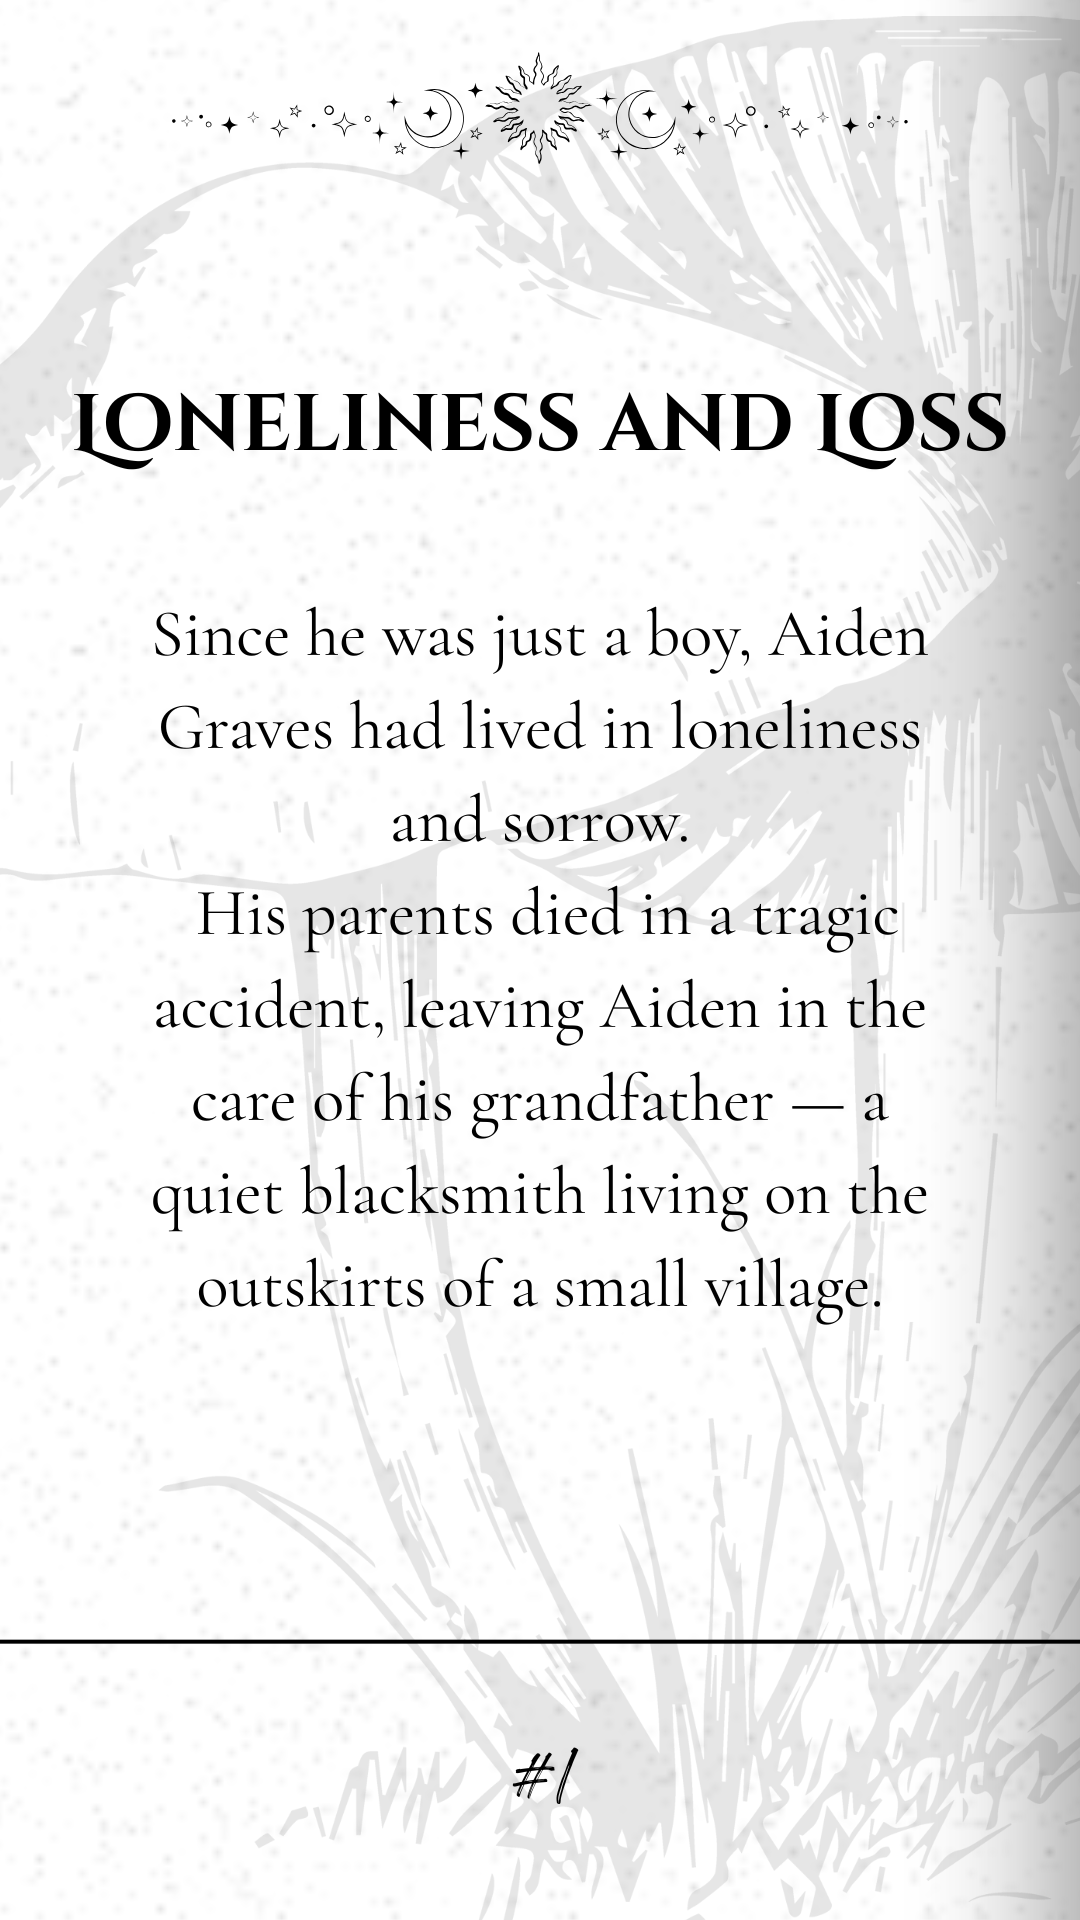 Loneliness and Loss
Since he was just a boy, Aiden
Graves had lived in loneliness
and sorrow.
His parents died in a tragic
accident, leaving Aiden in the
care of his grandfather — a
quiet blacksmith living on the
outskirts of a small village.
#1